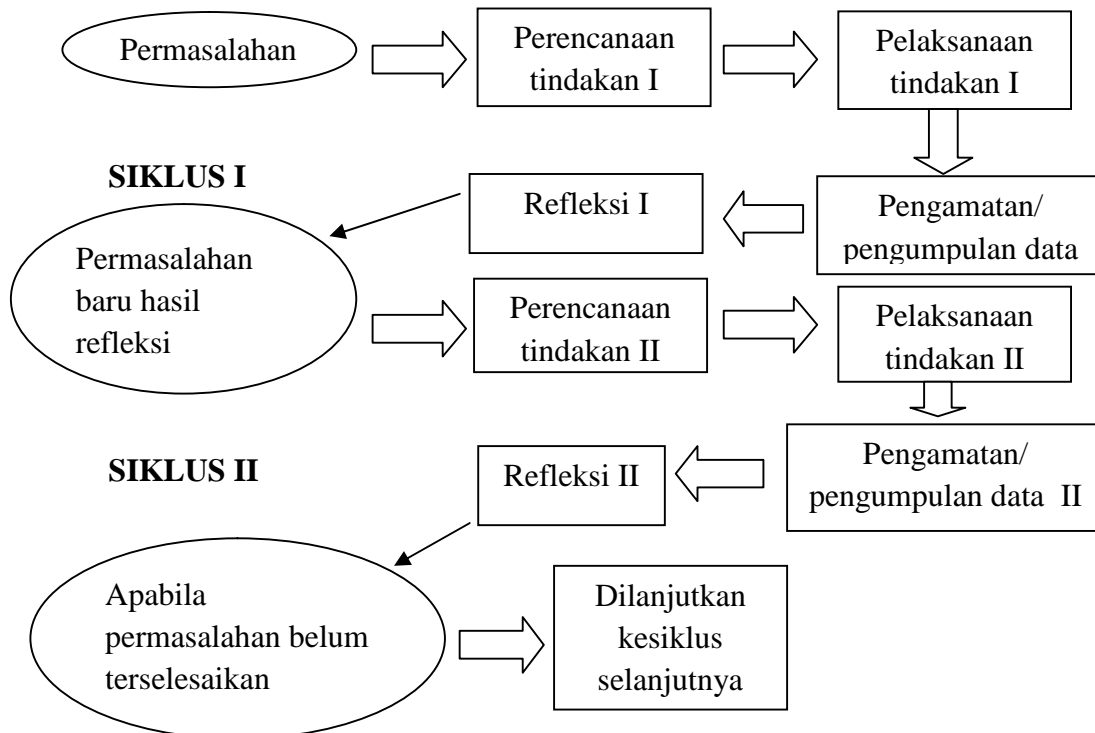 Permasalahan
Perencanaan
tindakan I
Pelaksanaan
tindakan I
SIKLUS I
Refleksi I
Pengamatan/
pengumpulan data
Permasalahan
baru hasil
refleksi
Perencanaan
tindakan II
Pelaksanaan
tindakan II
SIKLUS II
Refleksi II
Pengamatan/
pengumpulan data II
Apabila
permasalahan belum
terselesaikan
Dilanjutkan
kesiklus
selanjutnya